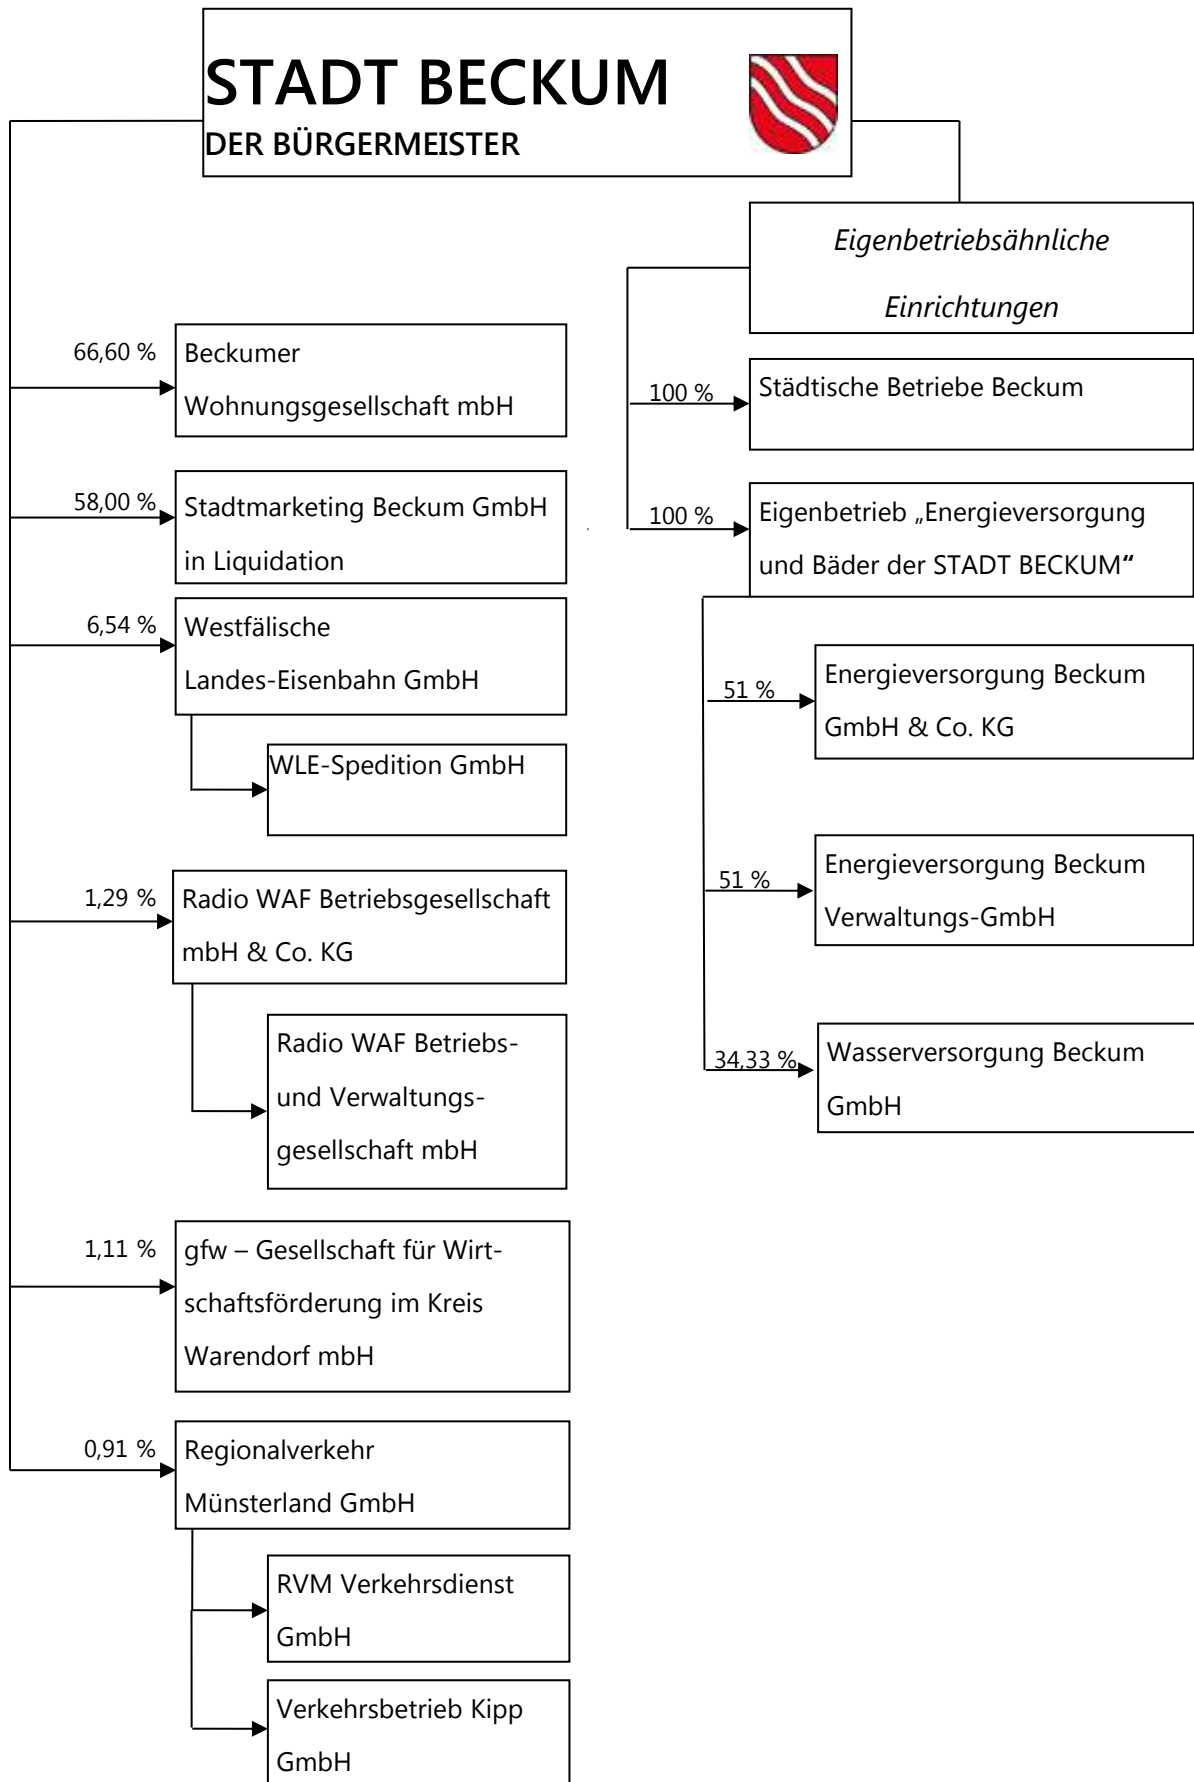 STADT BECKUM
DER BÜRGERMEISTER
66,60 %
Beckumer
Wohnungsgesellschaft mbH
58,00 %
Stadtmarketing Beckum GmbH
in Liquidation
6,54 %
Westfälische
Landes-Eisenbahn GmbH
WLE-Spedition GmbH
1,29 %
Radio WAF Betriebsgesellschaft
mbH & Co. KG
Radio WAF Betriebs-
und Verwaltungs-
gesellschaft mbH
1,11 %
gfw – Gesellschaft für Wirt-
schaftsförderung im Kreis
Warendorf mbH
0,91 %
Regionalverkehr
Münsterland GmbH
RVM Verkehrsdienst
GmbH
Verkehrsbetrieb Kipp
GmbH
Eigenbetriebsähnliche
Einrichtungen
100 %
Städtische Betriebe Beckum
100 %
Eigenbetrieb „Energieversorgung
und Bäder der STADT BECKUM“
51 %
Energieversorgung Beckum
GmbH & Co. KG
51 %
Energieversorgung Beckum
Verwaltungs-GmbH
34,33 %
Wasserversorgung Beckum
GmbH